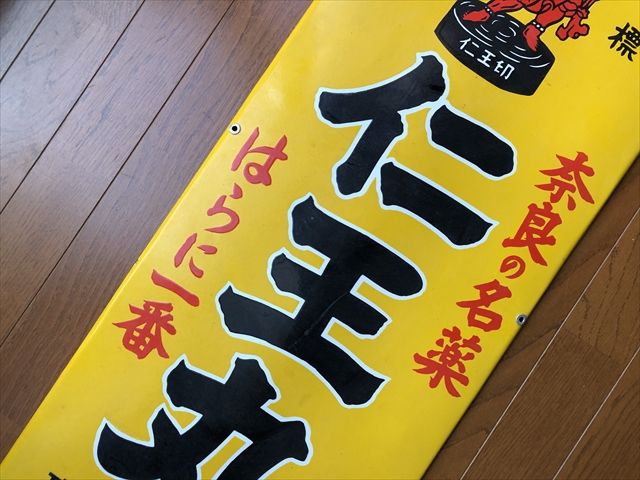 標
仁王印
奈良の名薬
仁王丸
はらに一番